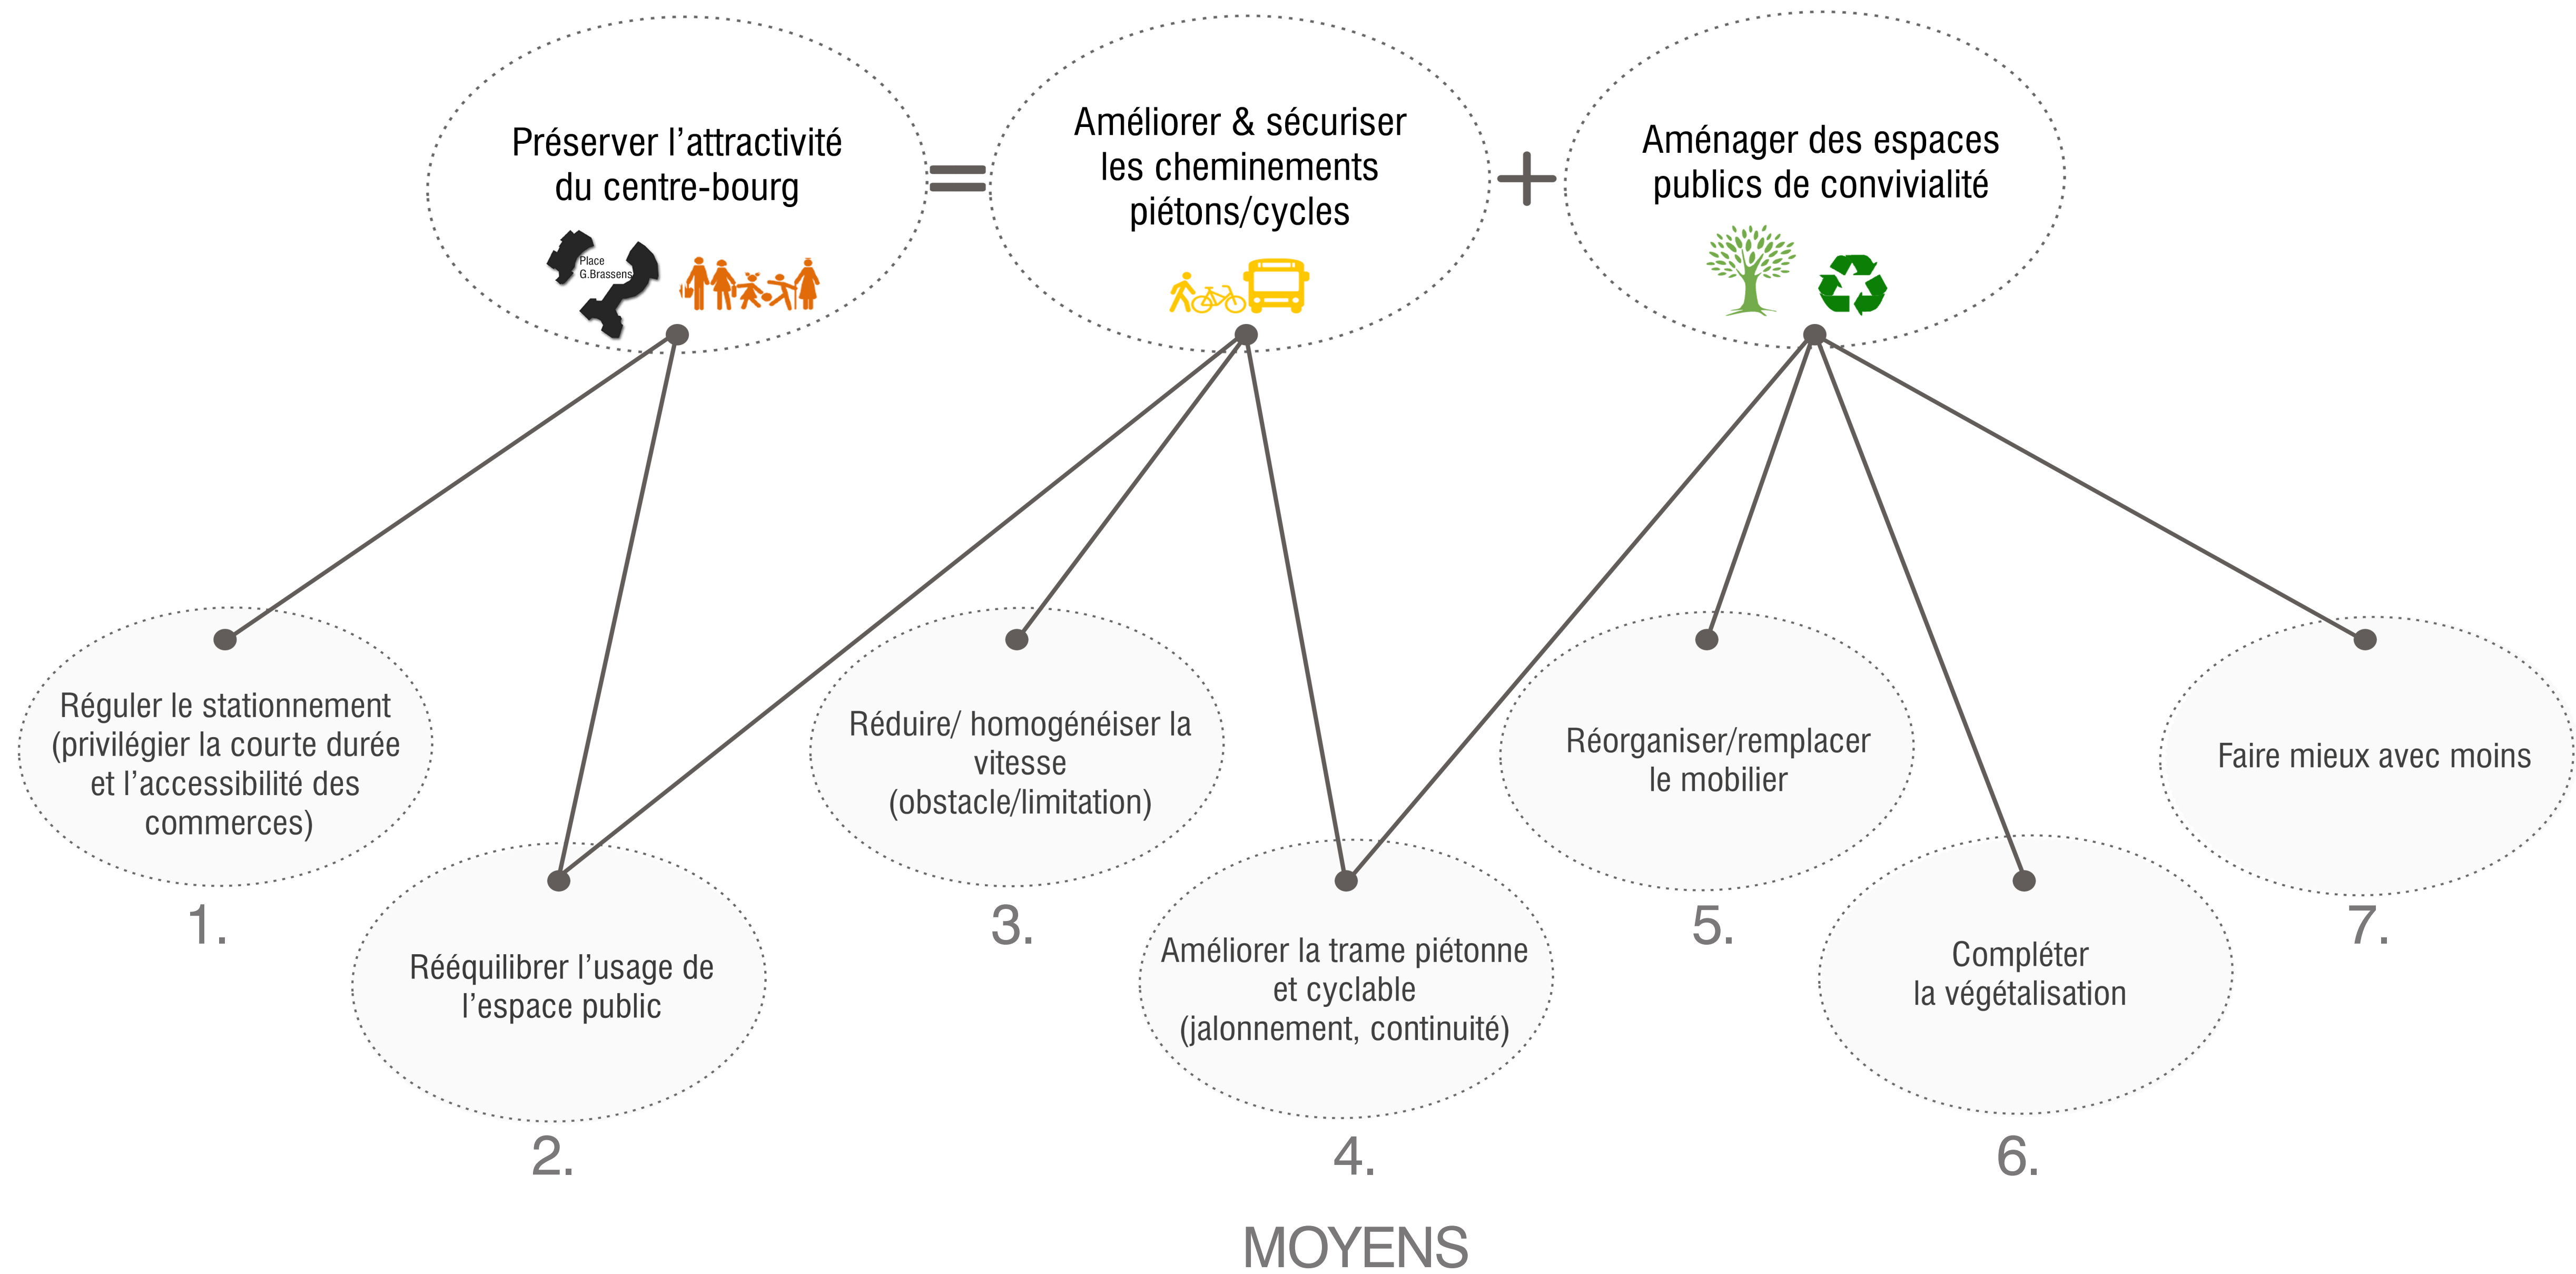 Préserver l'attractivité
du centre-bourg
Place
G.Brassens
=
Améliorer & sécuriser
les cheminements
piétons/cycles
+
Aménager des espaces
publics de convivialité
Réguler le stationnement
(privilégier la courte durée
et l'accessibilité des
commerces)
1.
Rééquilibrer l'usage de
l'espace public
2.
Réduire/ homogénéiser la
vitesse
(obstacle/limitation)
3.
Améliorer la trame piétonne
et cyclable
(jalonnement, continuité)
4.
Réorganiser/remplacer
le mobilier
5.
Compléter
la végétalisation
6.
Faire mieux avec moins
7.
MOYENS